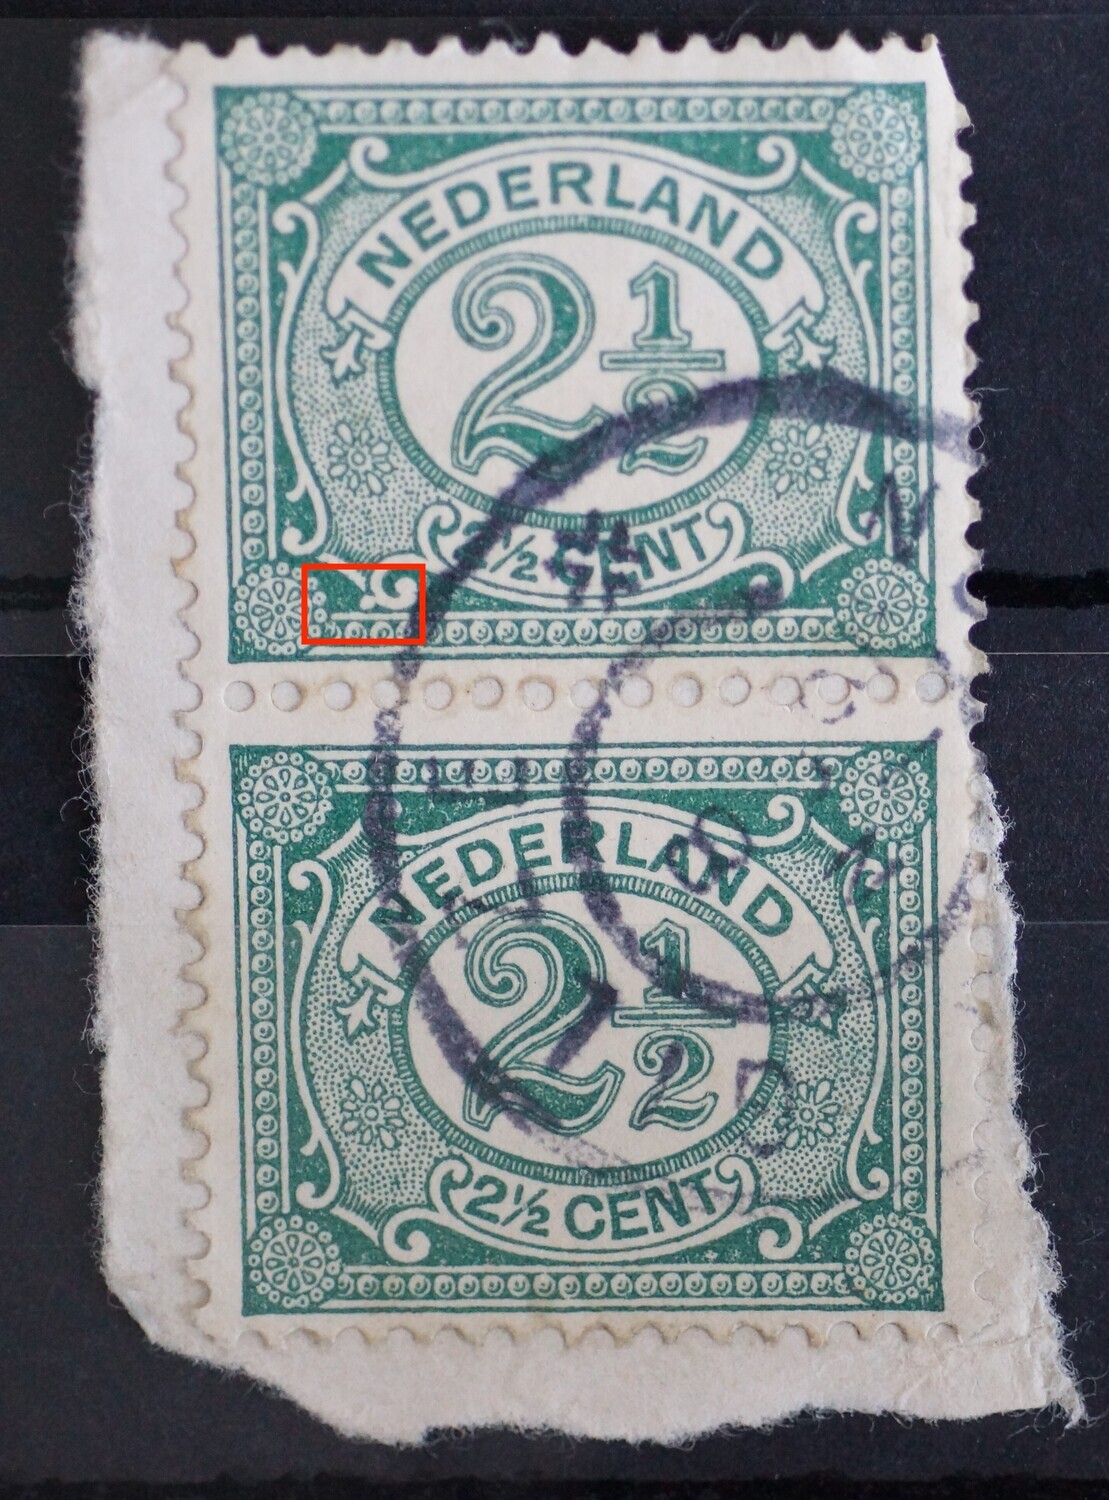 NEDERLAND
2 1/2
2½ CENT
NEDERLAND
2 1/2
2½ CENT